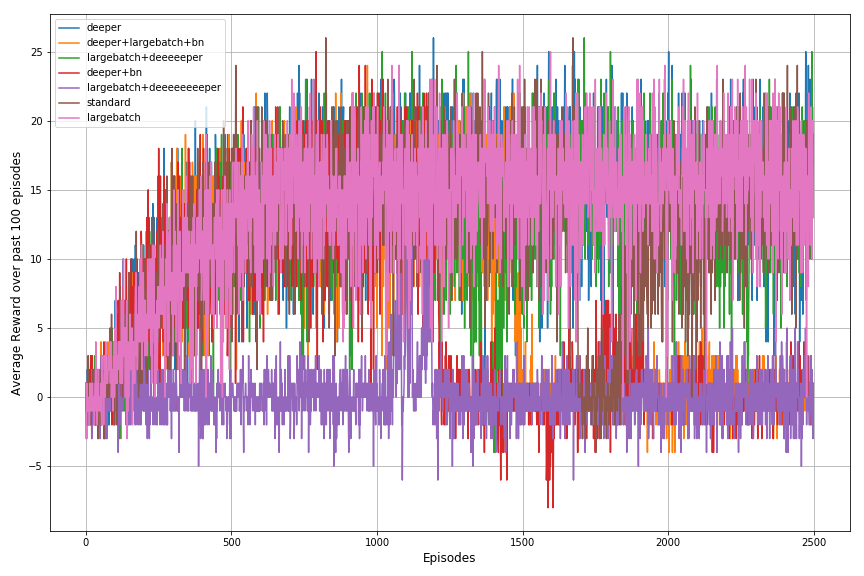 deeper
deeper+largebatch+bn
largebatch+deeeeeper
deeper+bn
largebatch+deeeeeeeeper
standard
largebatch
25
20
15
10
5
0
−5
Average Reward over past 100 episodes
0 500 1000 1500 2000 2500
Episodes